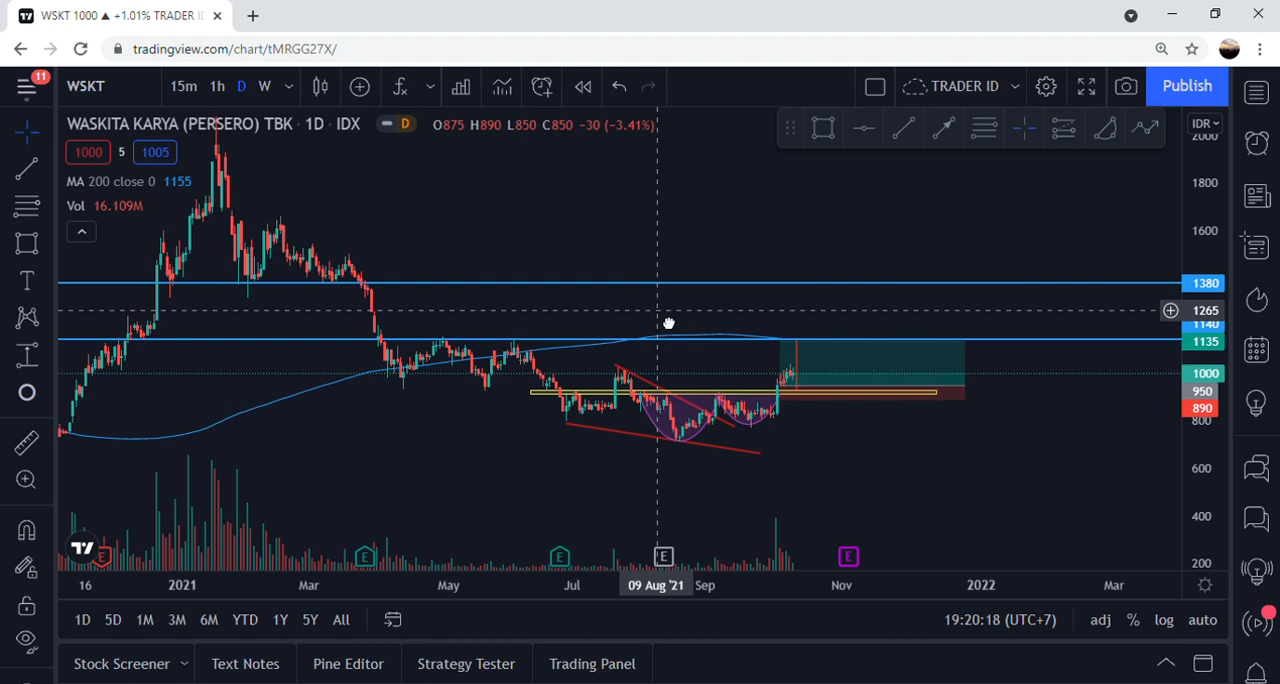 WSKT 1000 ▲ +1.01% TRADER ID
tradingview.com/chart/tMRGG27X/
11
WSKT 15m 1h D W TRADER ID Publish
WASKITA KARYA (PERSERO) TBK · 1D · IDX D O875 H890 L850 C850 -30 (-3.41%)
IDR
1000 5 1005
MA 200 close 0 1155
Vol 16.109M
2000
1800
1600
1380
1265
1140
1135
1000
950
890
800
600
400
200
E E E E E
16 2021 Mar May Jul 09 Aug '21 Sep Nov 2022 Mar
1D 5D 1M 3M 6M YTD 1Y 5Y All 19:20:18 (UTC+7) adj % log auto
Stock Screener Text Notes Pine Editor Strategy Tester Trading Panel